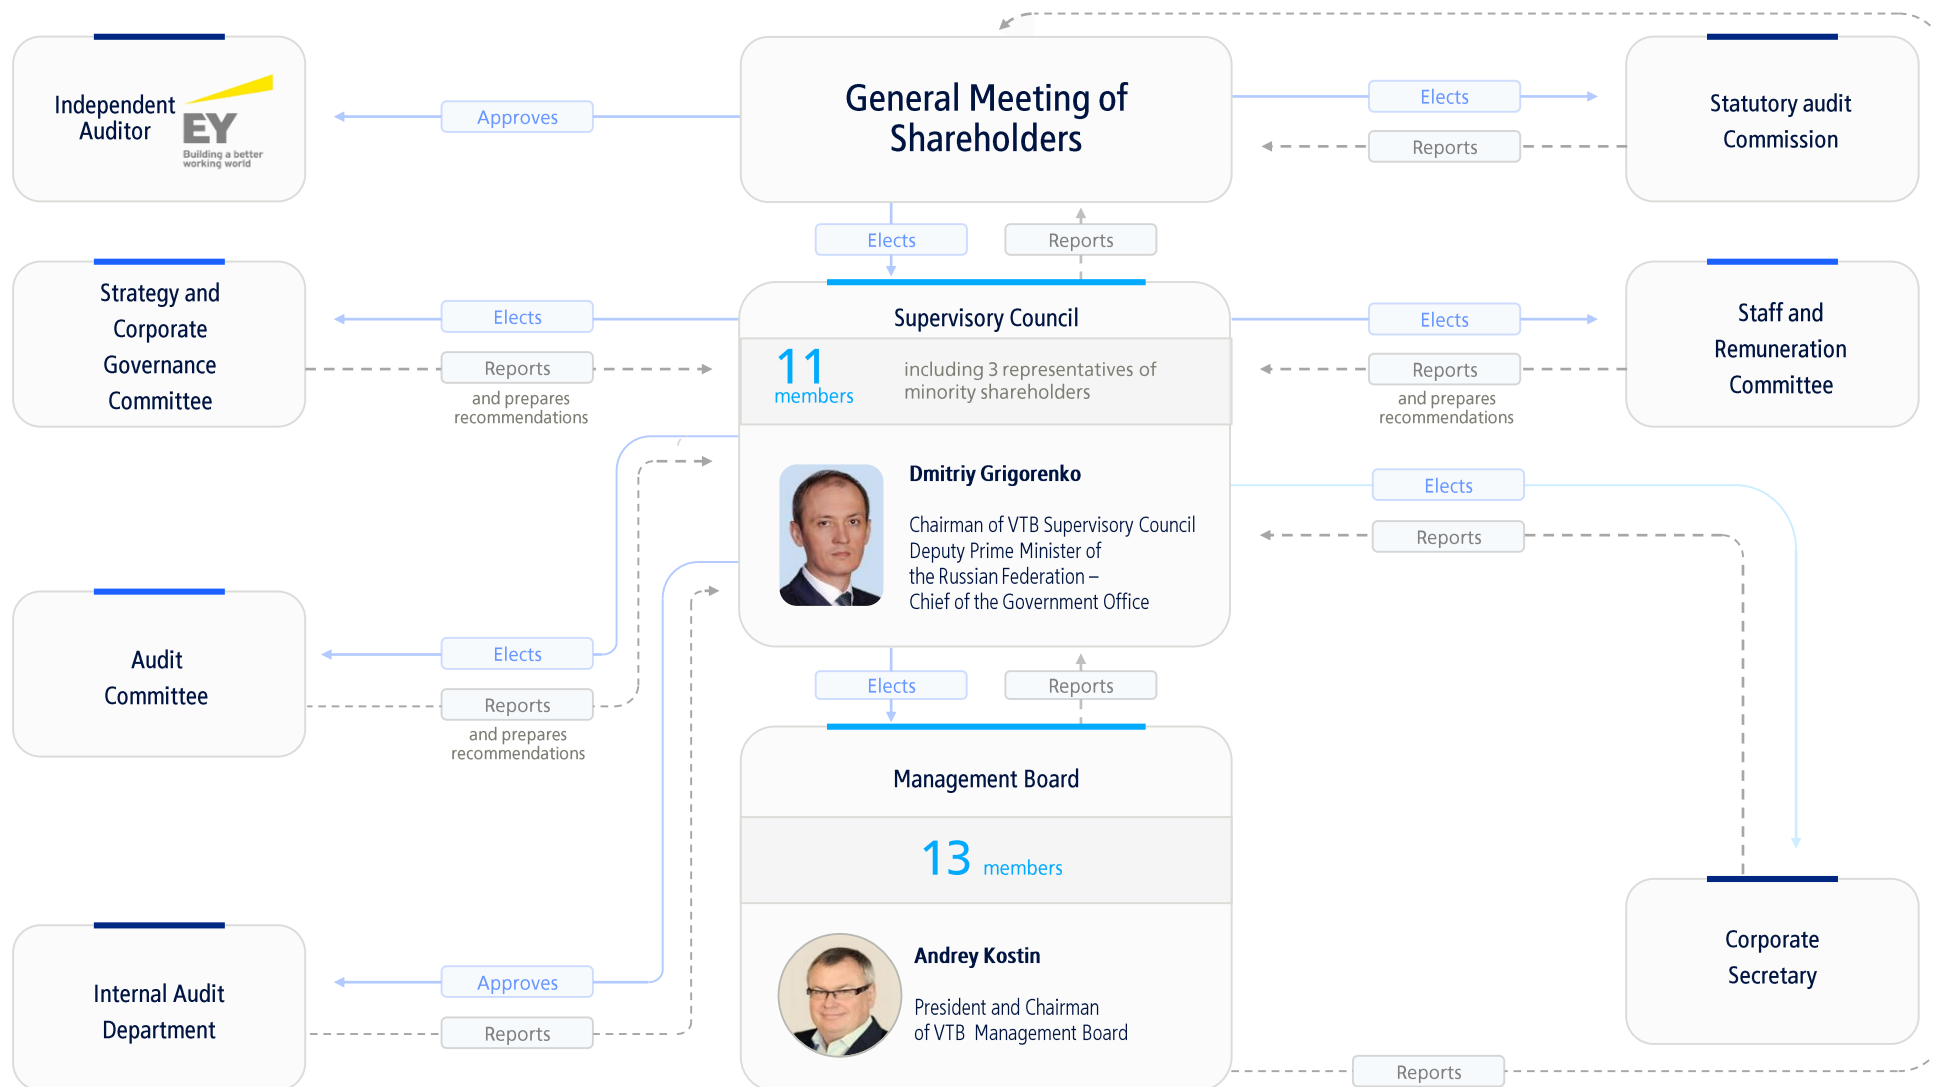 Independent
Auditor
EY
Building a better
working world
Approves
General Meeting of
Shareholders
Elects
Reports
Statutory audit
Commission
Elects
Reports
Strategy and
Corporate
Governance
Committee
Elects
Reports
and prepares
recommendations
Supervisory Council
11
members
including 3 representatives of
minority shareholders
Dmitriy Grigorenko
Chairman of VTB Supervisory Council
Deputy Prime Minister of
the Russian Federation –
Chief of the Government Office
Elects
Reports
and prepares
recommendations
Staff and
Remuneration
Committee
Elects
Reports
Audit
Committee
Elects
Reports
and prepares
recommendations
Elects
Reports
Management Board
13 members
Andrey Kostin
President and Chairman
of VTB Management Board
Internal Audit
Department
Approves
Reports
Corporate
Secretary
Reports